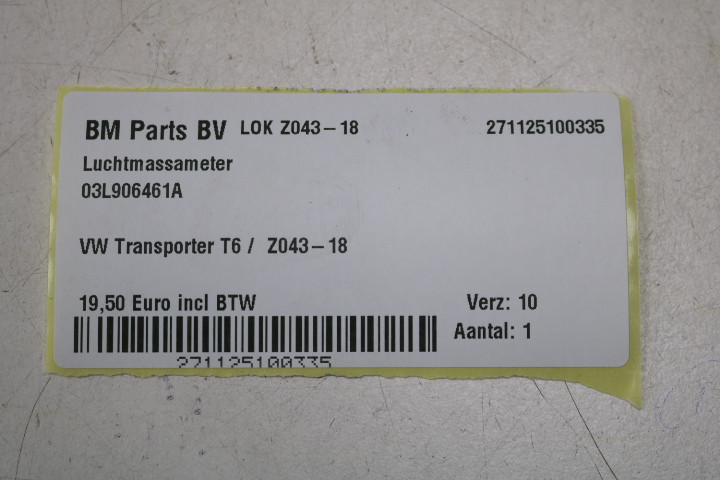 BM Parts BV LOK Z043-18 271125100335
Luchtmassameter
03L906461A
VW Transporter T6 / Z043-18
19,50 Euro incl BTW Verz: 10
Aantal: 1
271125100335